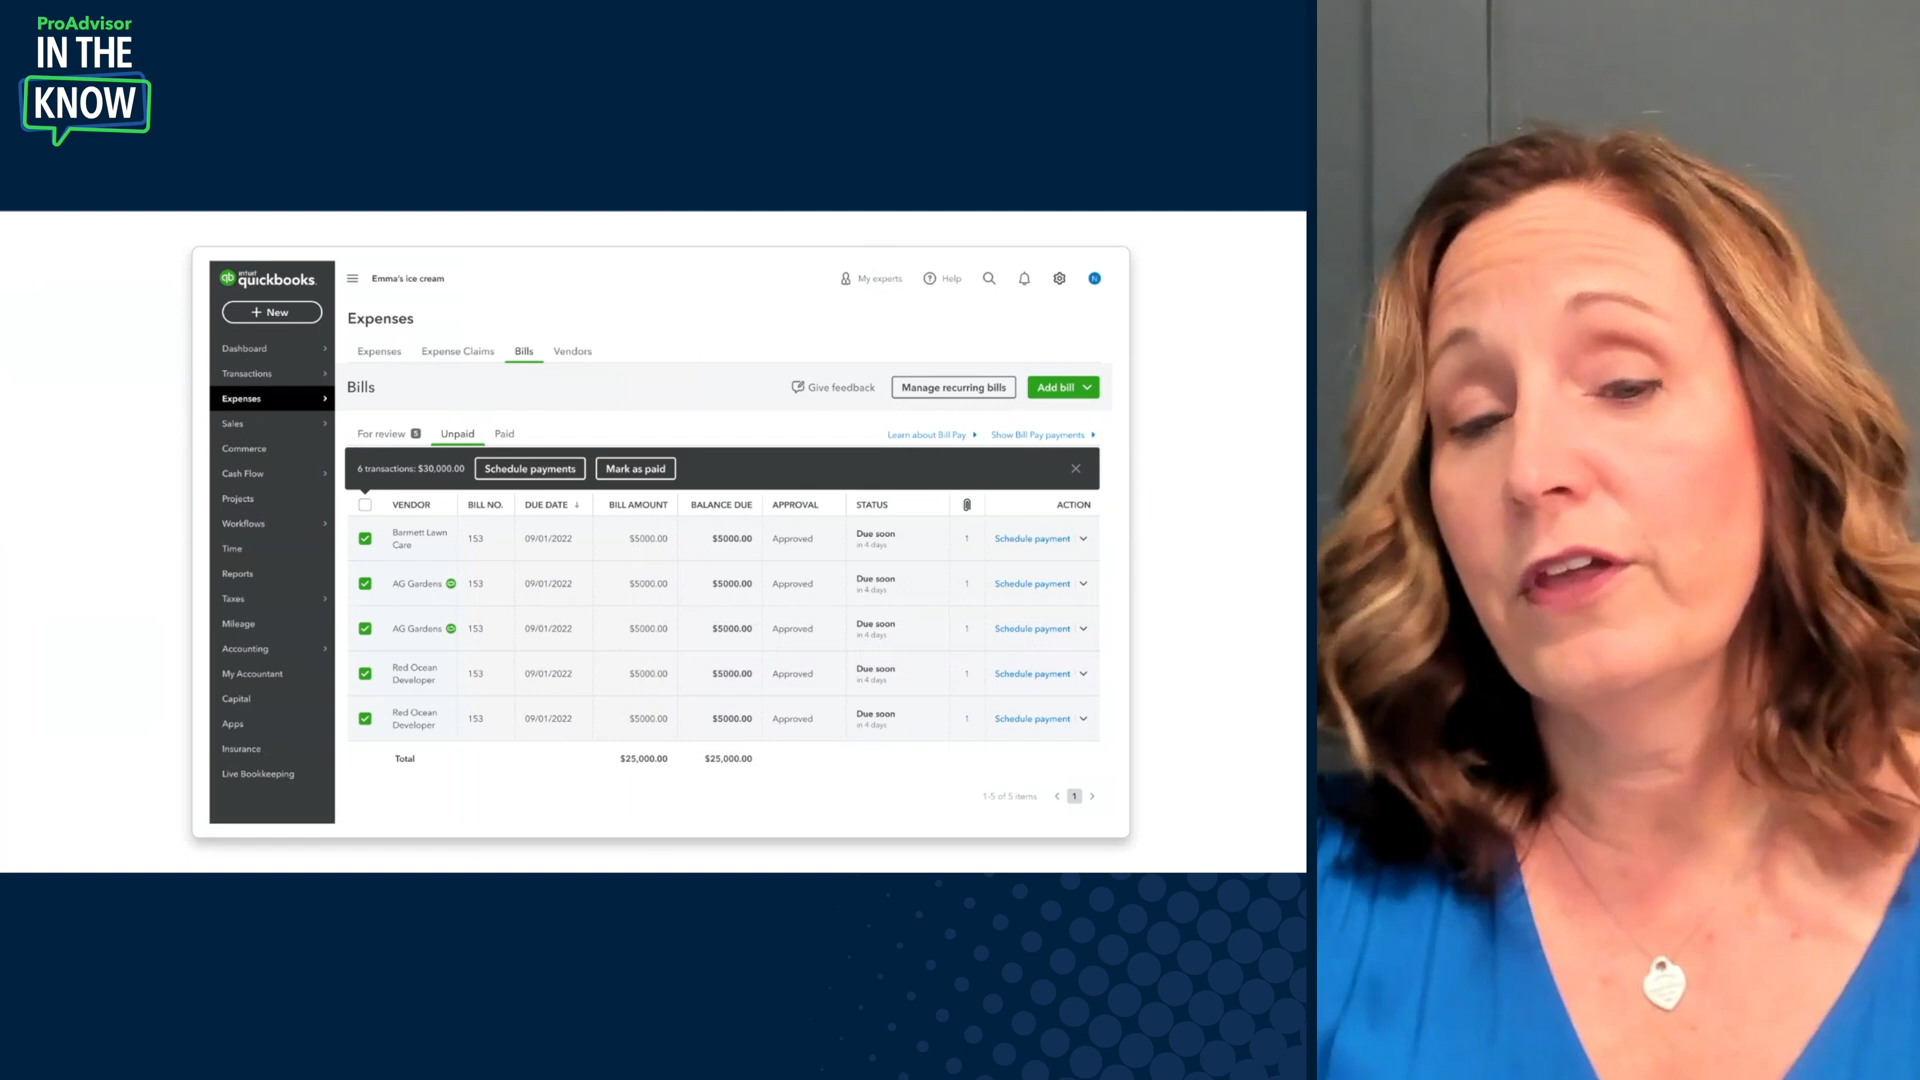 ProAdvisor
IN THE
KNOW
qb intuit quickbooks.
Emma's ice cream
My experts
Help
N
+ New
Expenses
Dashboard
Transactions
Expenses
Sales
Commerce
Cash Flow
Projects
Workflows
Time
Reports
Taxes
Mileage
Accounting
My Accountant
Capital
Apps
Insurance
Live Bookkeeping
Expenses Expense Claims Bills Vendors
Bills
Give feedback
Manage recurring bills
Add bill
For review 5 Unpaid Paid
Learn about Bill Pay Show Bill Pay payments
6 transactions: $30,000.00 Schedule payments Mark as paid
VENDOR BILL NO. DUE DATE BILL AMOUNT BALANCE DUE APPROVAL STATUS ACTION
Barmett Lawn Care 153 09/01/2022 $5000.00 $5000.00 Approved Due soon in 4 days 1 Schedule payment
AG Gardens 153 09/01/2022 $5000.00 $5000.00 Approved Due soon in 4 days 1 Schedule payment
AG Gardens 153 09/01/2022 $5000.00 $5000.00 Approved Due soon in 4 days 1 Schedule payment
Red Ocean Developer 153 09/01/2022 $5000.00 $5000.00 Approved Due soon in 4 days 1 Schedule payment
Red Ocean Developer 153 09/01/2022 $5000.00 $5000.00 Approved Due soon in 4 days 1 Schedule payment
Total $25,000.00 $25,000.00
1-5 of 5 items 1